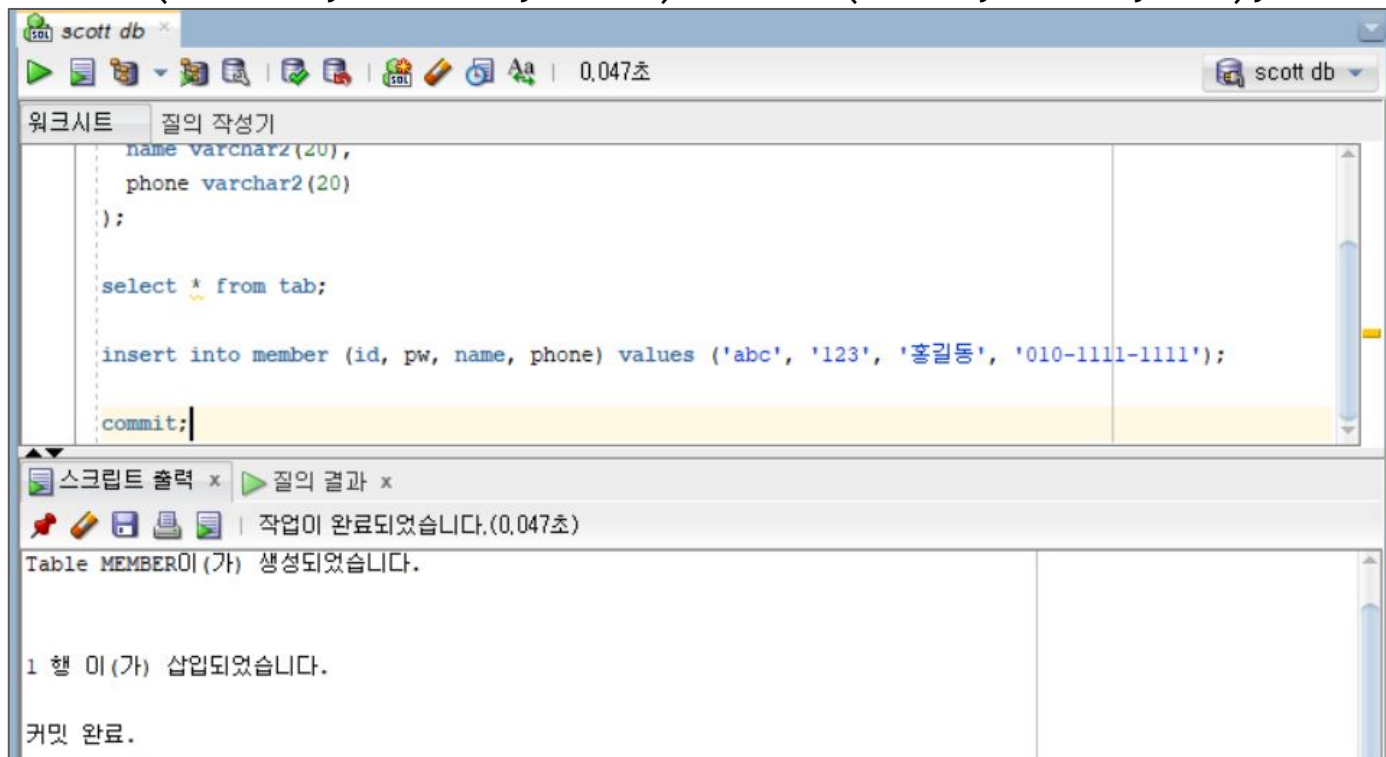 scott db
0,047초
scott db
워크시트 질의 작성기
name varchar2(20),
phone varchar2(20)
);
select * from tab;
insert into member (id, pw, name, phone) values ('abc', '123', '홍길동', '010-1111-1111');
commit;
스크립트 출력 x 질의 결과 x
작업이 완료되었습니다.(0,047초)
Table MEMBER이(가) 생성되었습니다.
1 행 이(가) 삽입되었습니다.
커밋 완료.